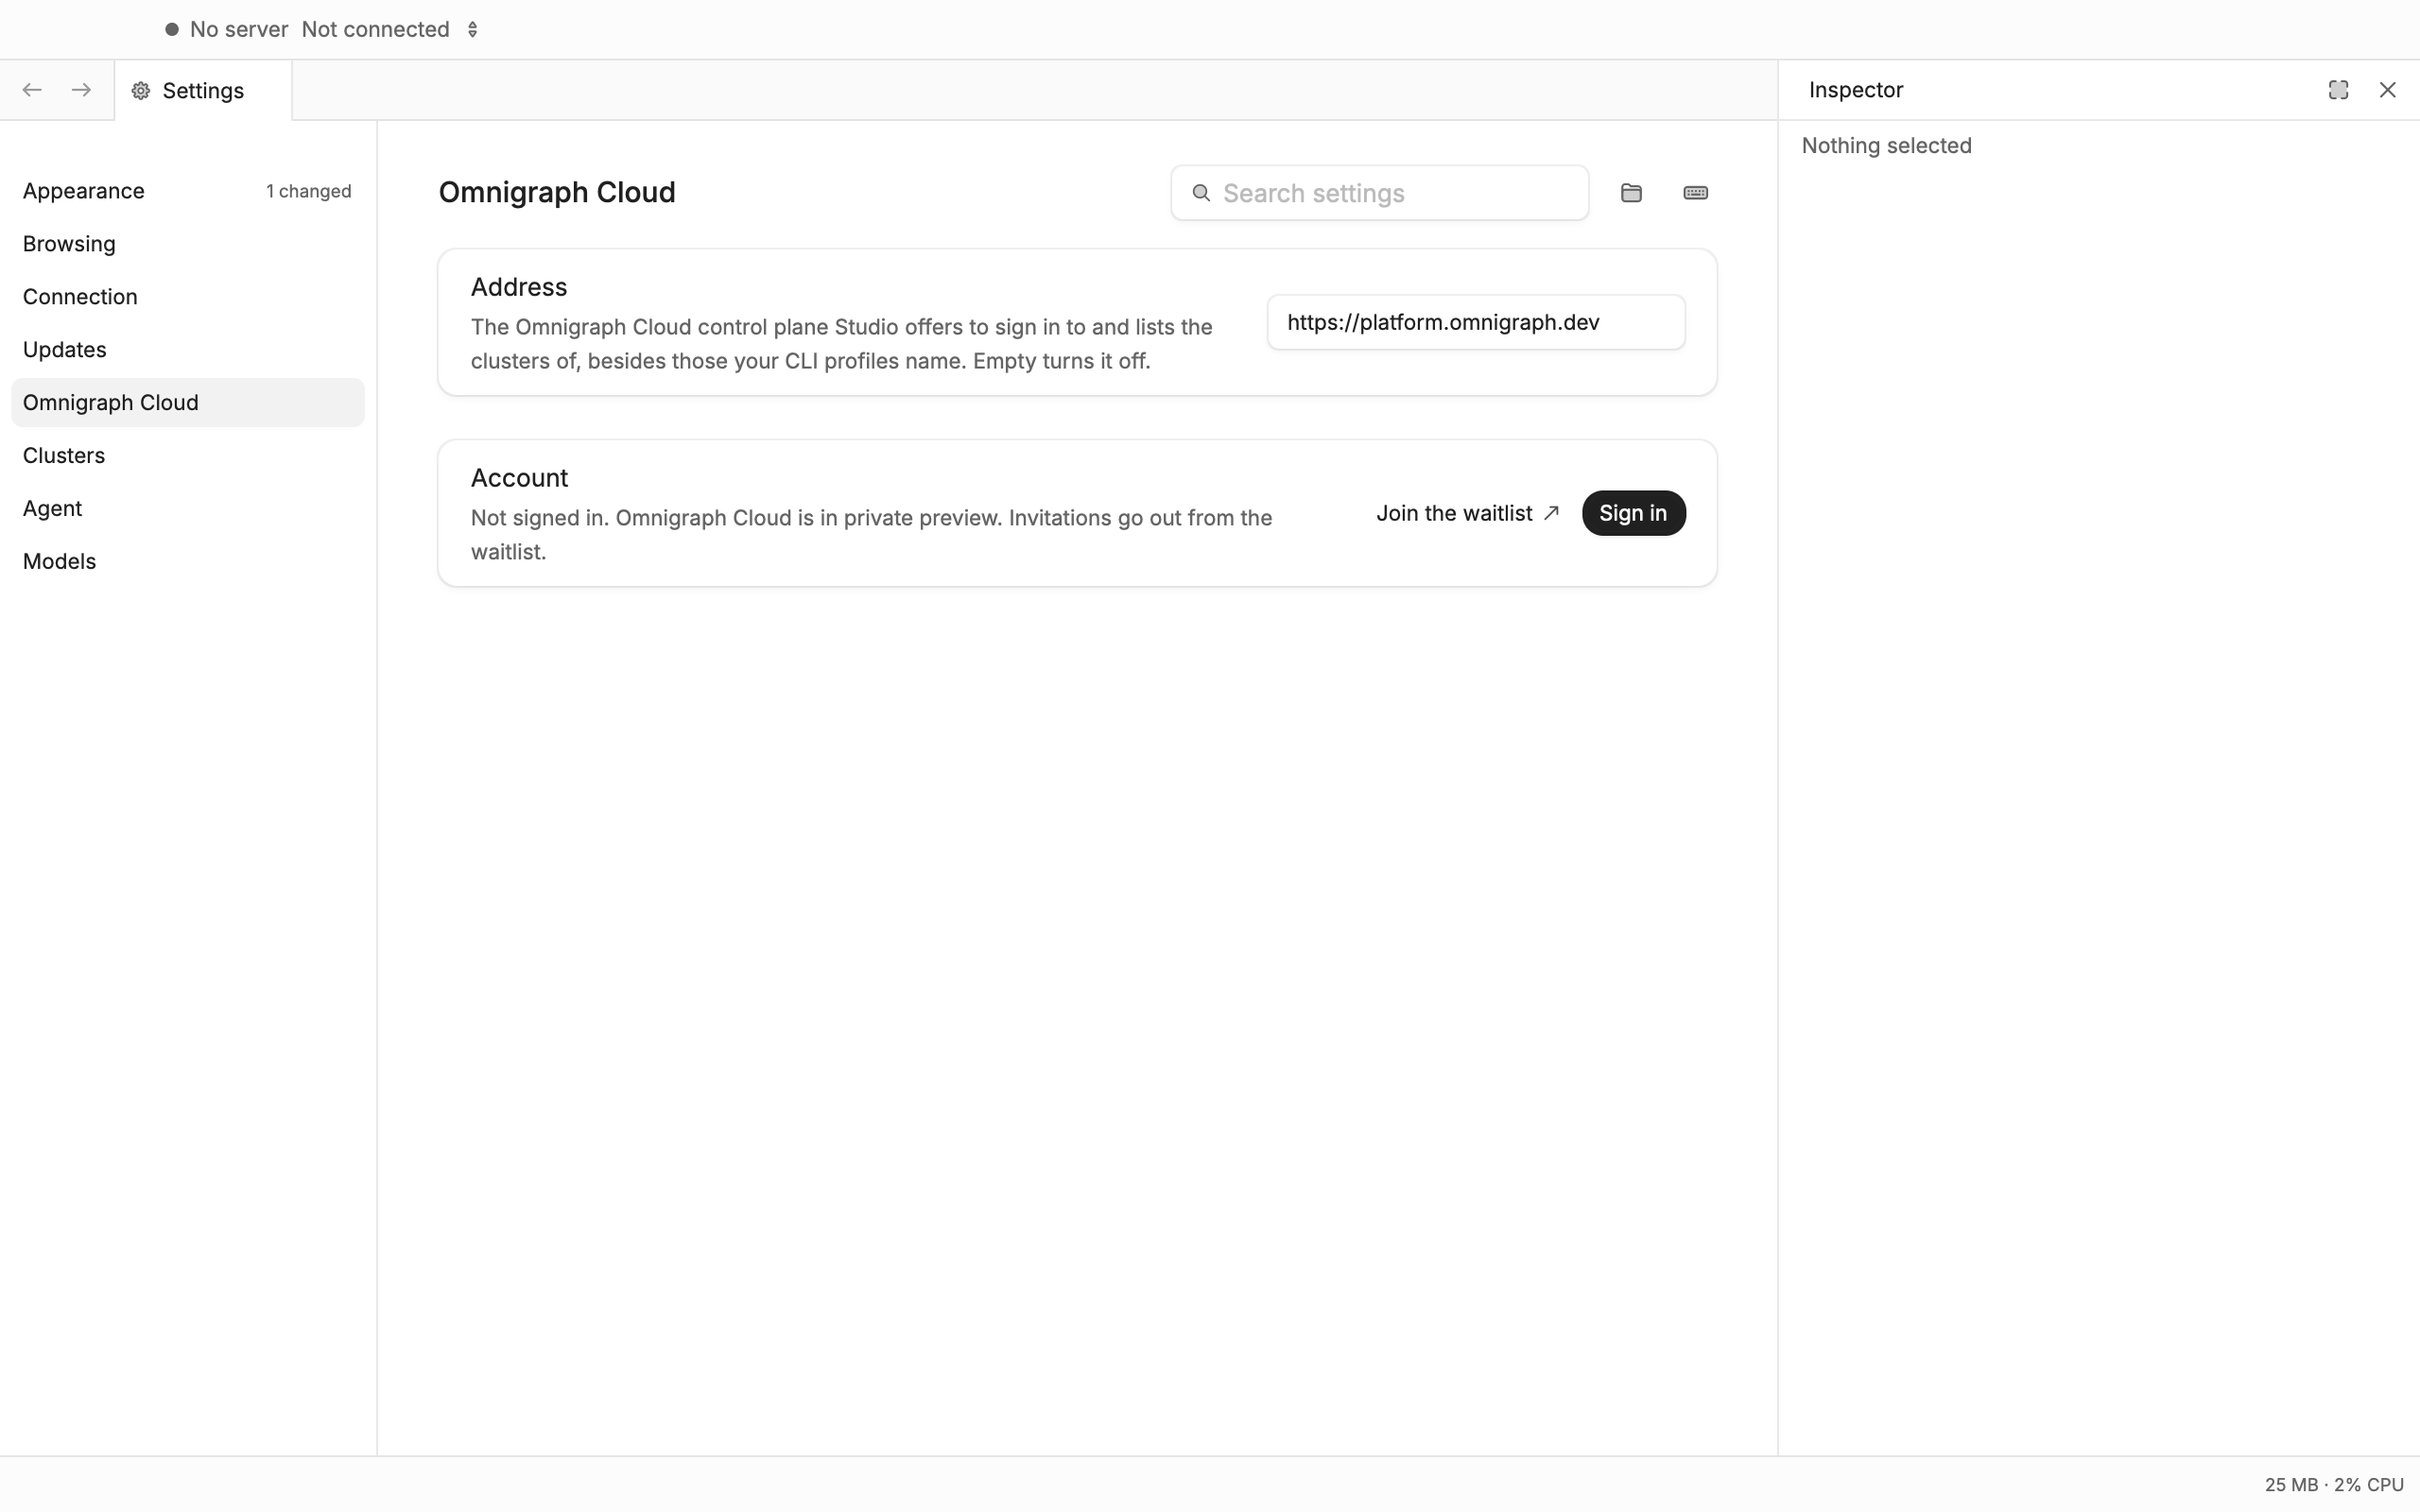 No server Not connected
Settings
Inspector
Nothing selected
Appearance 1 changed
Browsing
Connection
Updates
Omnigraph Cloud
Clusters
Agent
Models
Omnigraph Cloud
Search settings
Address
The Omnigraph Cloud control plane Studio offers to sign in to and lists the
clusters of, besides those your CLI profiles name. Empty turns it off.
https://platform.omnigraph.dev
Account
Not signed in. Omnigraph Cloud is in private preview. Invitations go out from the
waitlist.
Join the waitlist ↗
Sign in
25 MB · 2% CPU